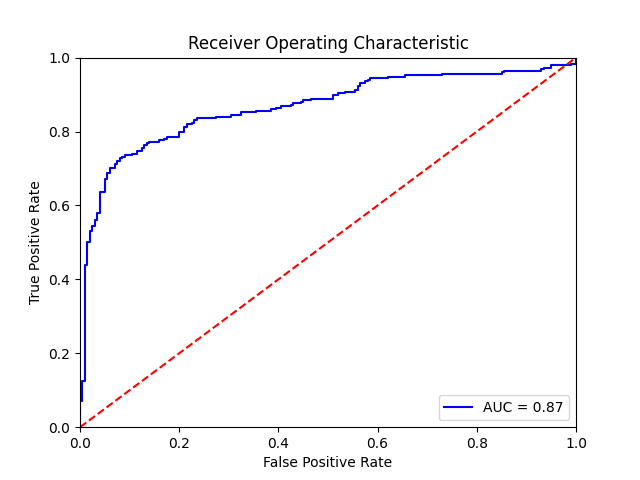 Receiver Operating Characteristic
1.0
0.8
0.6
0.4
0.2
0.0
True Positive Rate
AUC = 0.87
0.0 0.2 0.4 0.6 0.8 1.0
False Positive Rate